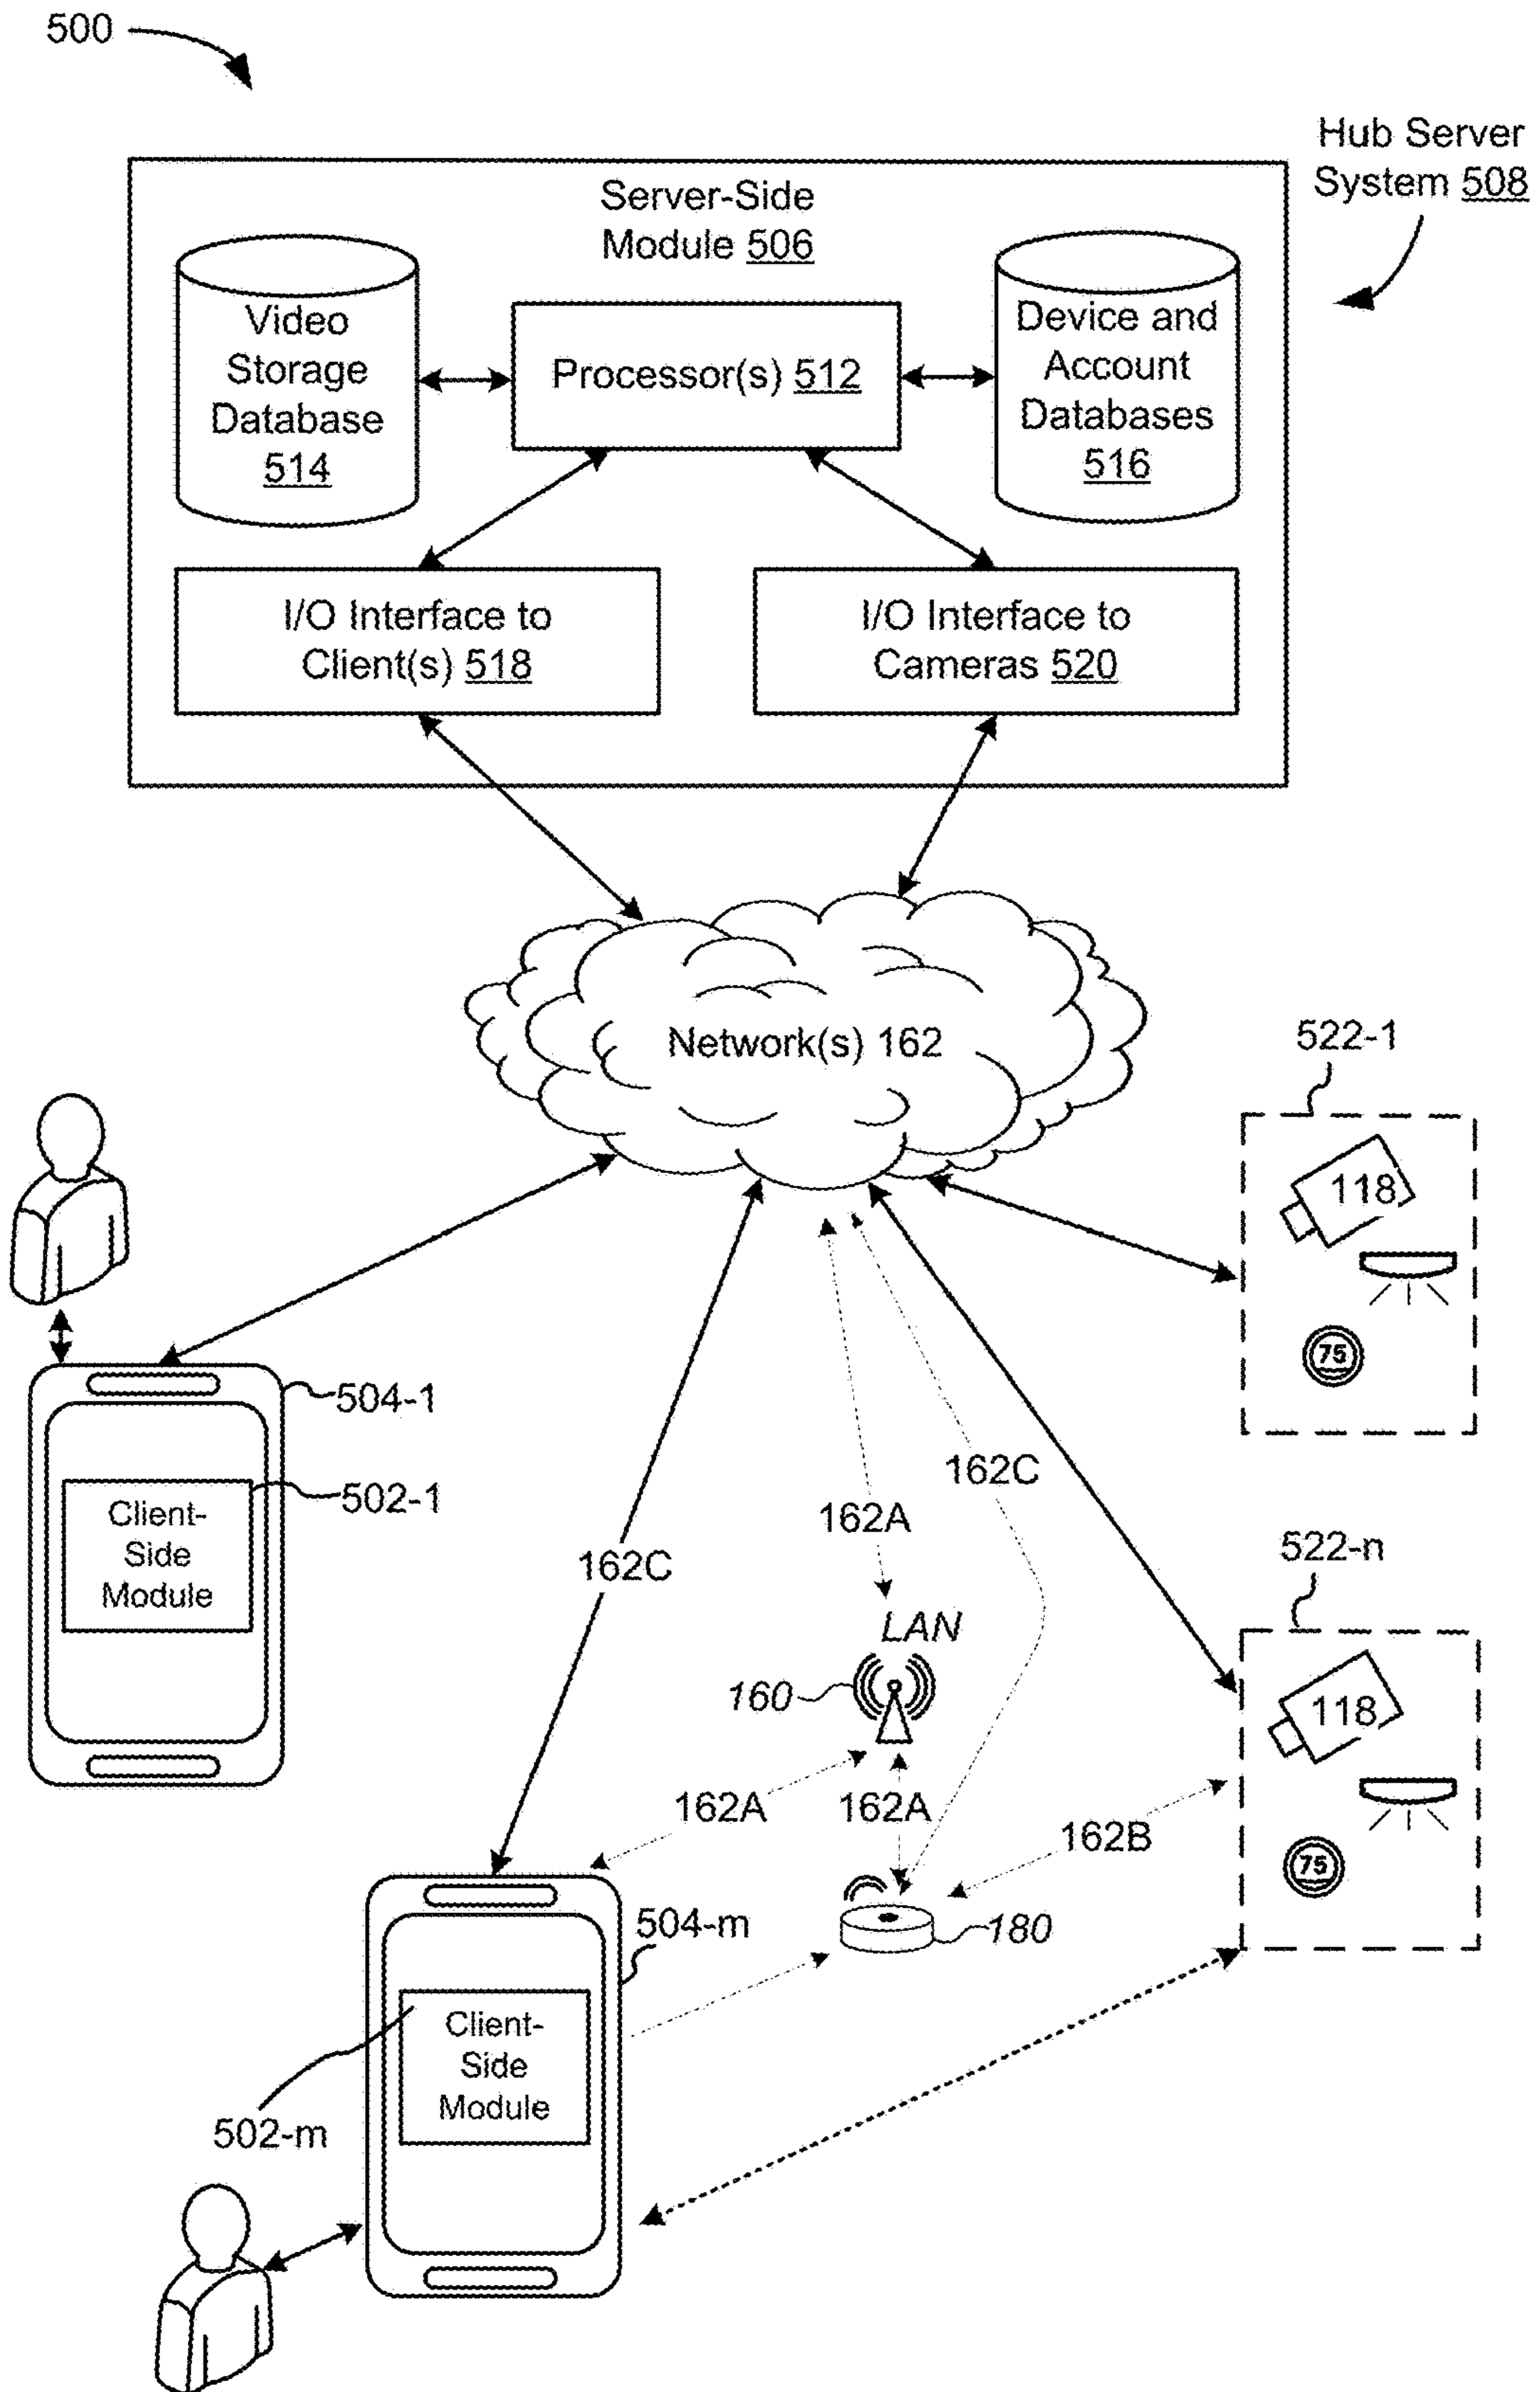 500
Hub Server
System 508
Server-Side
Module 506
Video
Storage
Database
514
Processor(s) 512
Device and
Account
Databases
516
I/O Interface to
Client(s) 518
I/O Interface to
Cameras 520
Network(s) 162
522-1
118
75
504-1
502-1
Client-
Side
Module
162C
162A
162C
LAN
160
162A
162A
162B
180
522-n
118
75
504-m
Client-
Side
Module
502-m